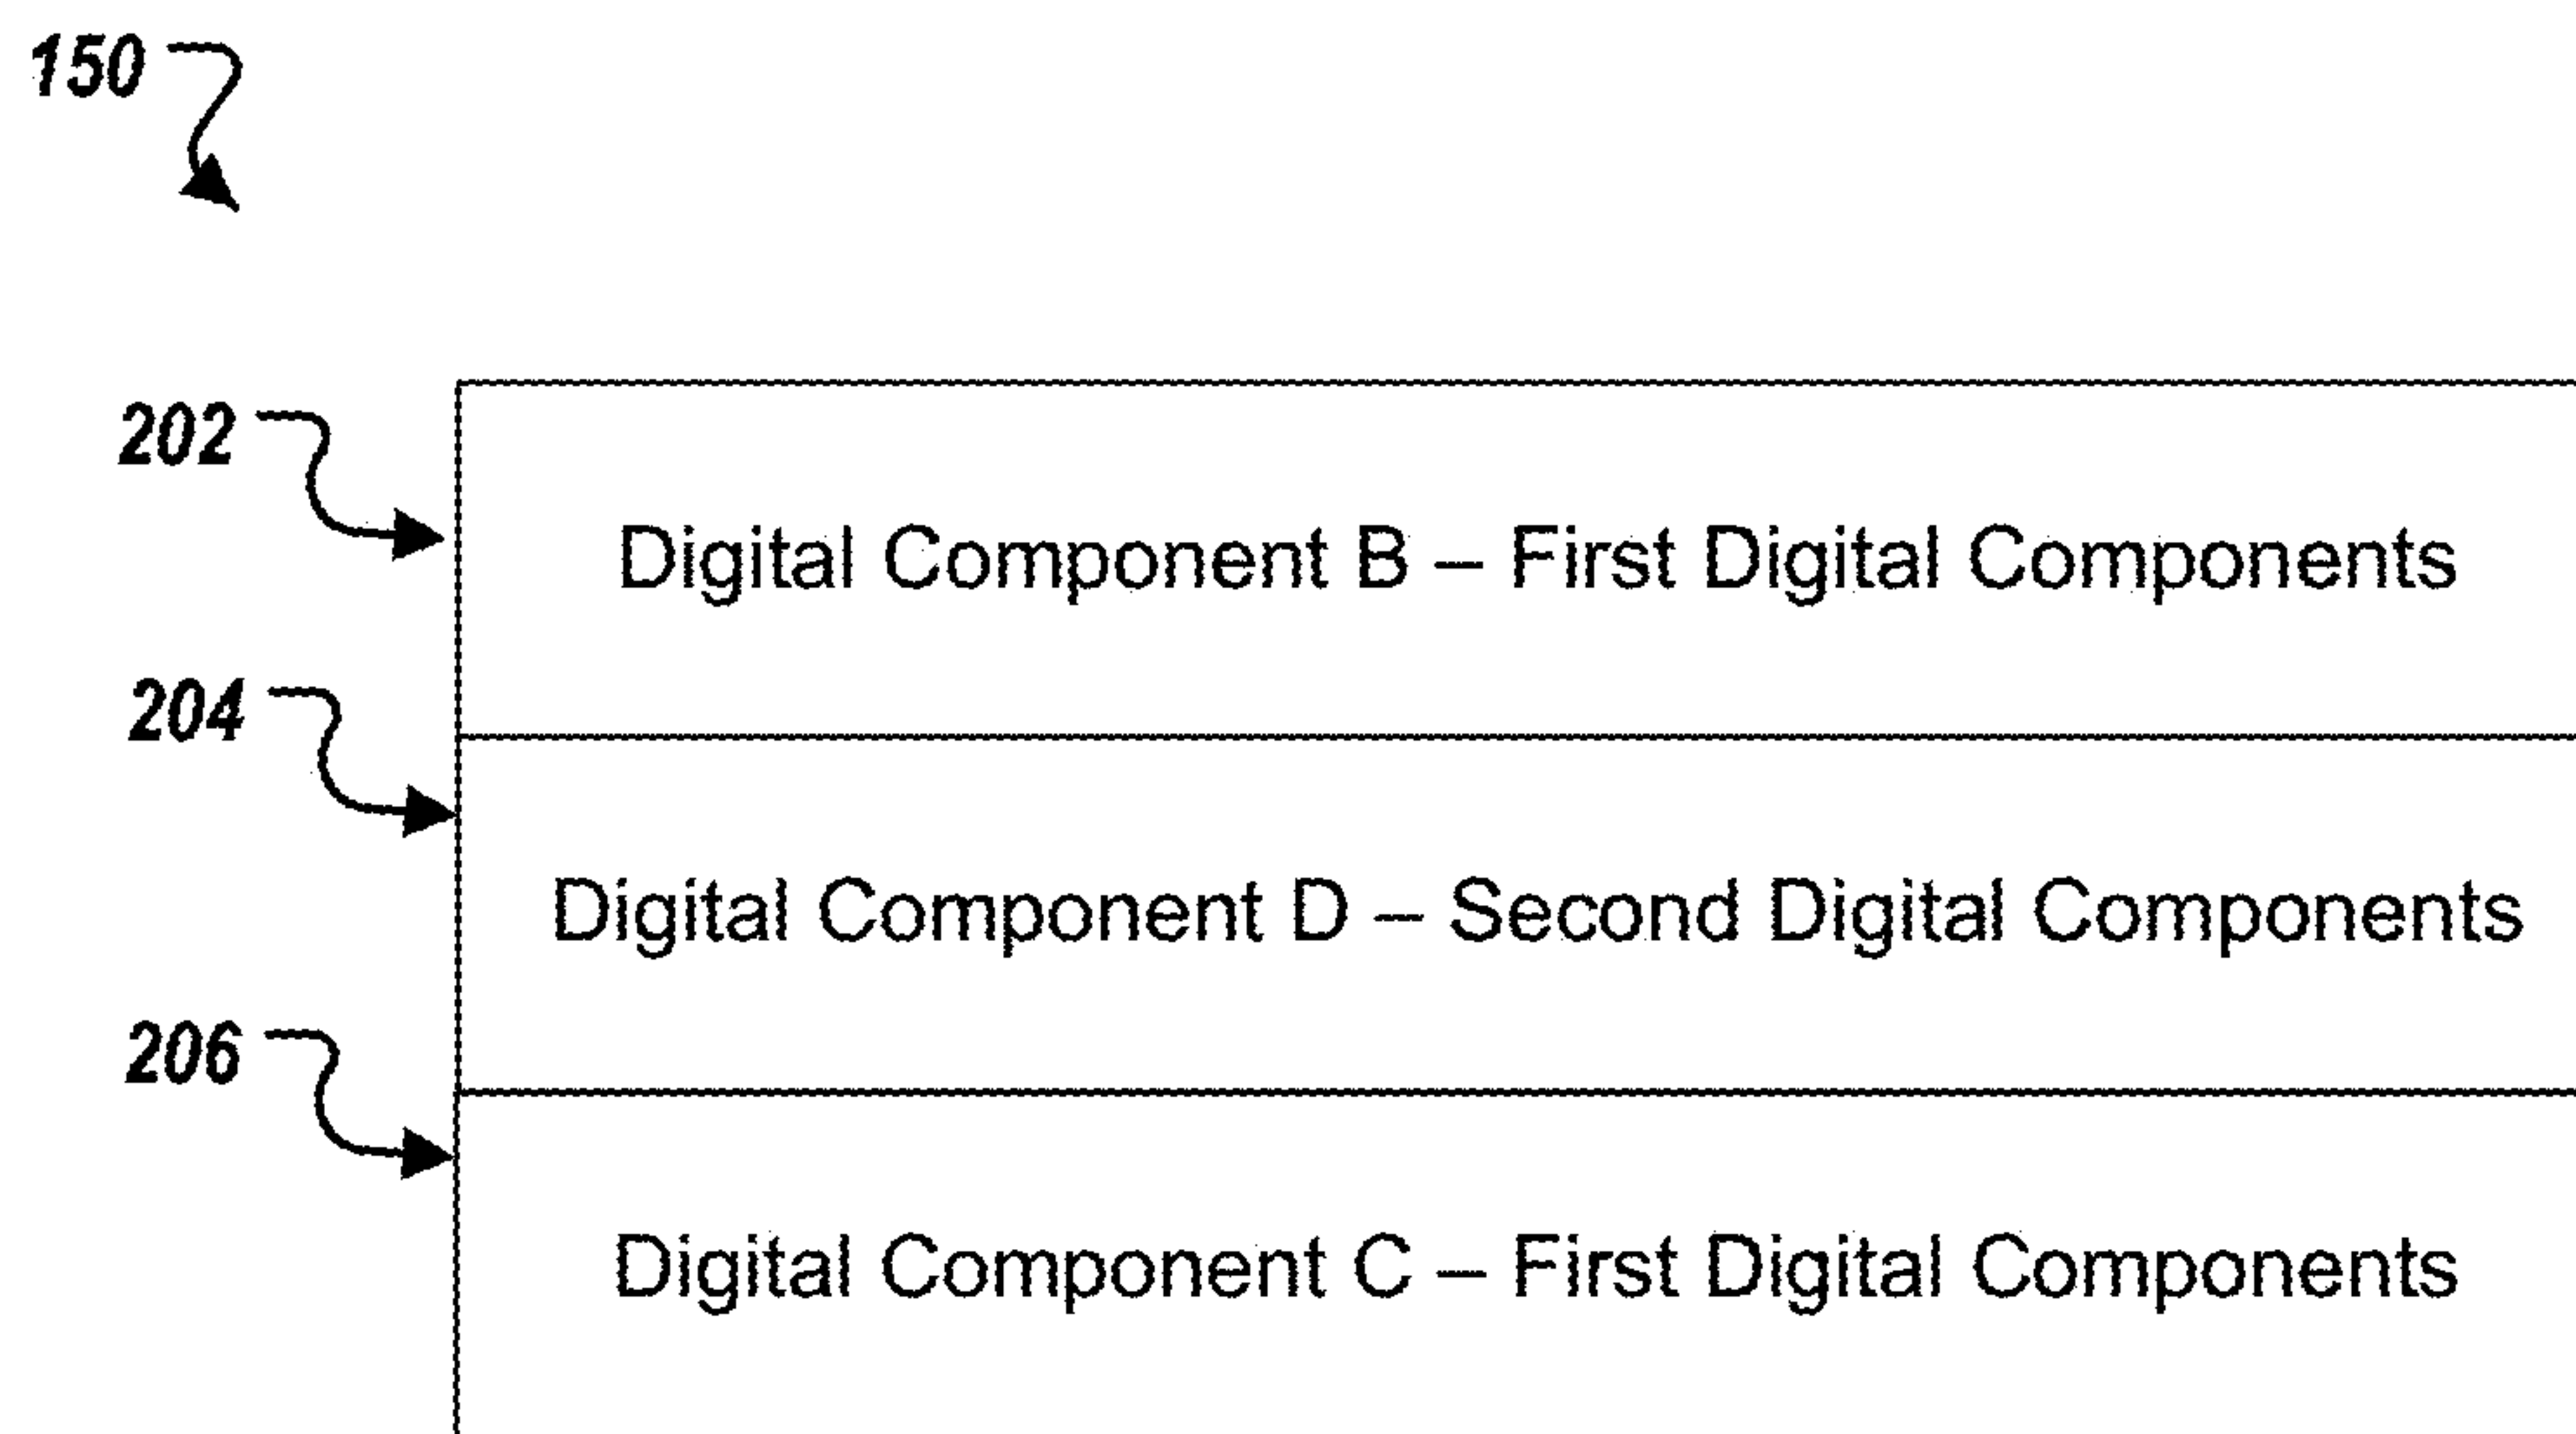 150
202
Digital Component B – First Digital Components
204
Digital Component D – Second Digital Components
206
Digital Component C – First Digital Components